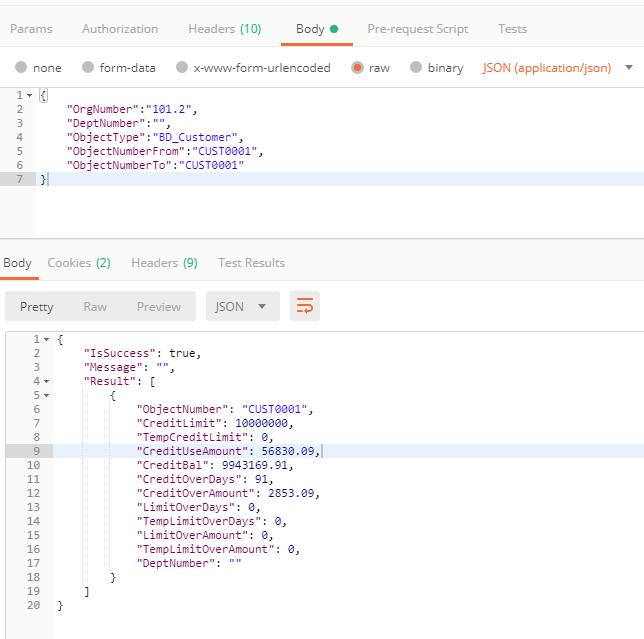 Params Authorization Headers (10) Body Pre-request Script Tests
none form-data x-www-form-urlencoded raw binary JSON (application/json)
1 {
2 "OrgNumber":"101.2",
3 "DeptNumber":"",
4 "ObjectType":"BD_Customer",
5 "ObjectNumberFrom":"CUST0001",
6 "ObjectNumberTo":"CUST0001"
7 }
Body Cookies (2) Headers (9) Test Results
Pretty Raw Preview JSON
1 {
2 "IsSuccess": true,
3 "Message": "",
4 "Result": [
5 {
6 "ObjectNumber": "CUST0001",
7 "CreditLimit": 10000000,
8 "TempCreditLimit": 0,
9 "CreditUseAmount": 56830.09,
10 "CreditBal": 9943169.91,
11 "CreditOverDays": 91,
12 "CreditOverAmount": 2853.09,
13 "LimitOverDays": 0,
14 "TempLimitOverDays": 0,
15 "LimitOverAmount": 0,
16 "TempLimitOverAmount": 0,
17 "DeptNumber": ""
18 }
19 ]
20 }